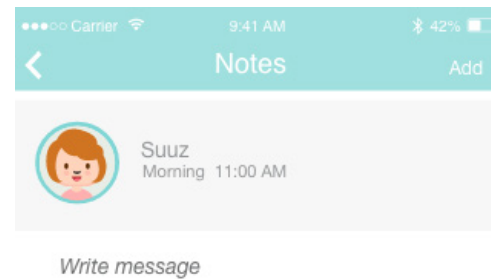 Carrier 9:41 AM 42%
Notes Add
Suuz
Morning 11:00 AM
Write message